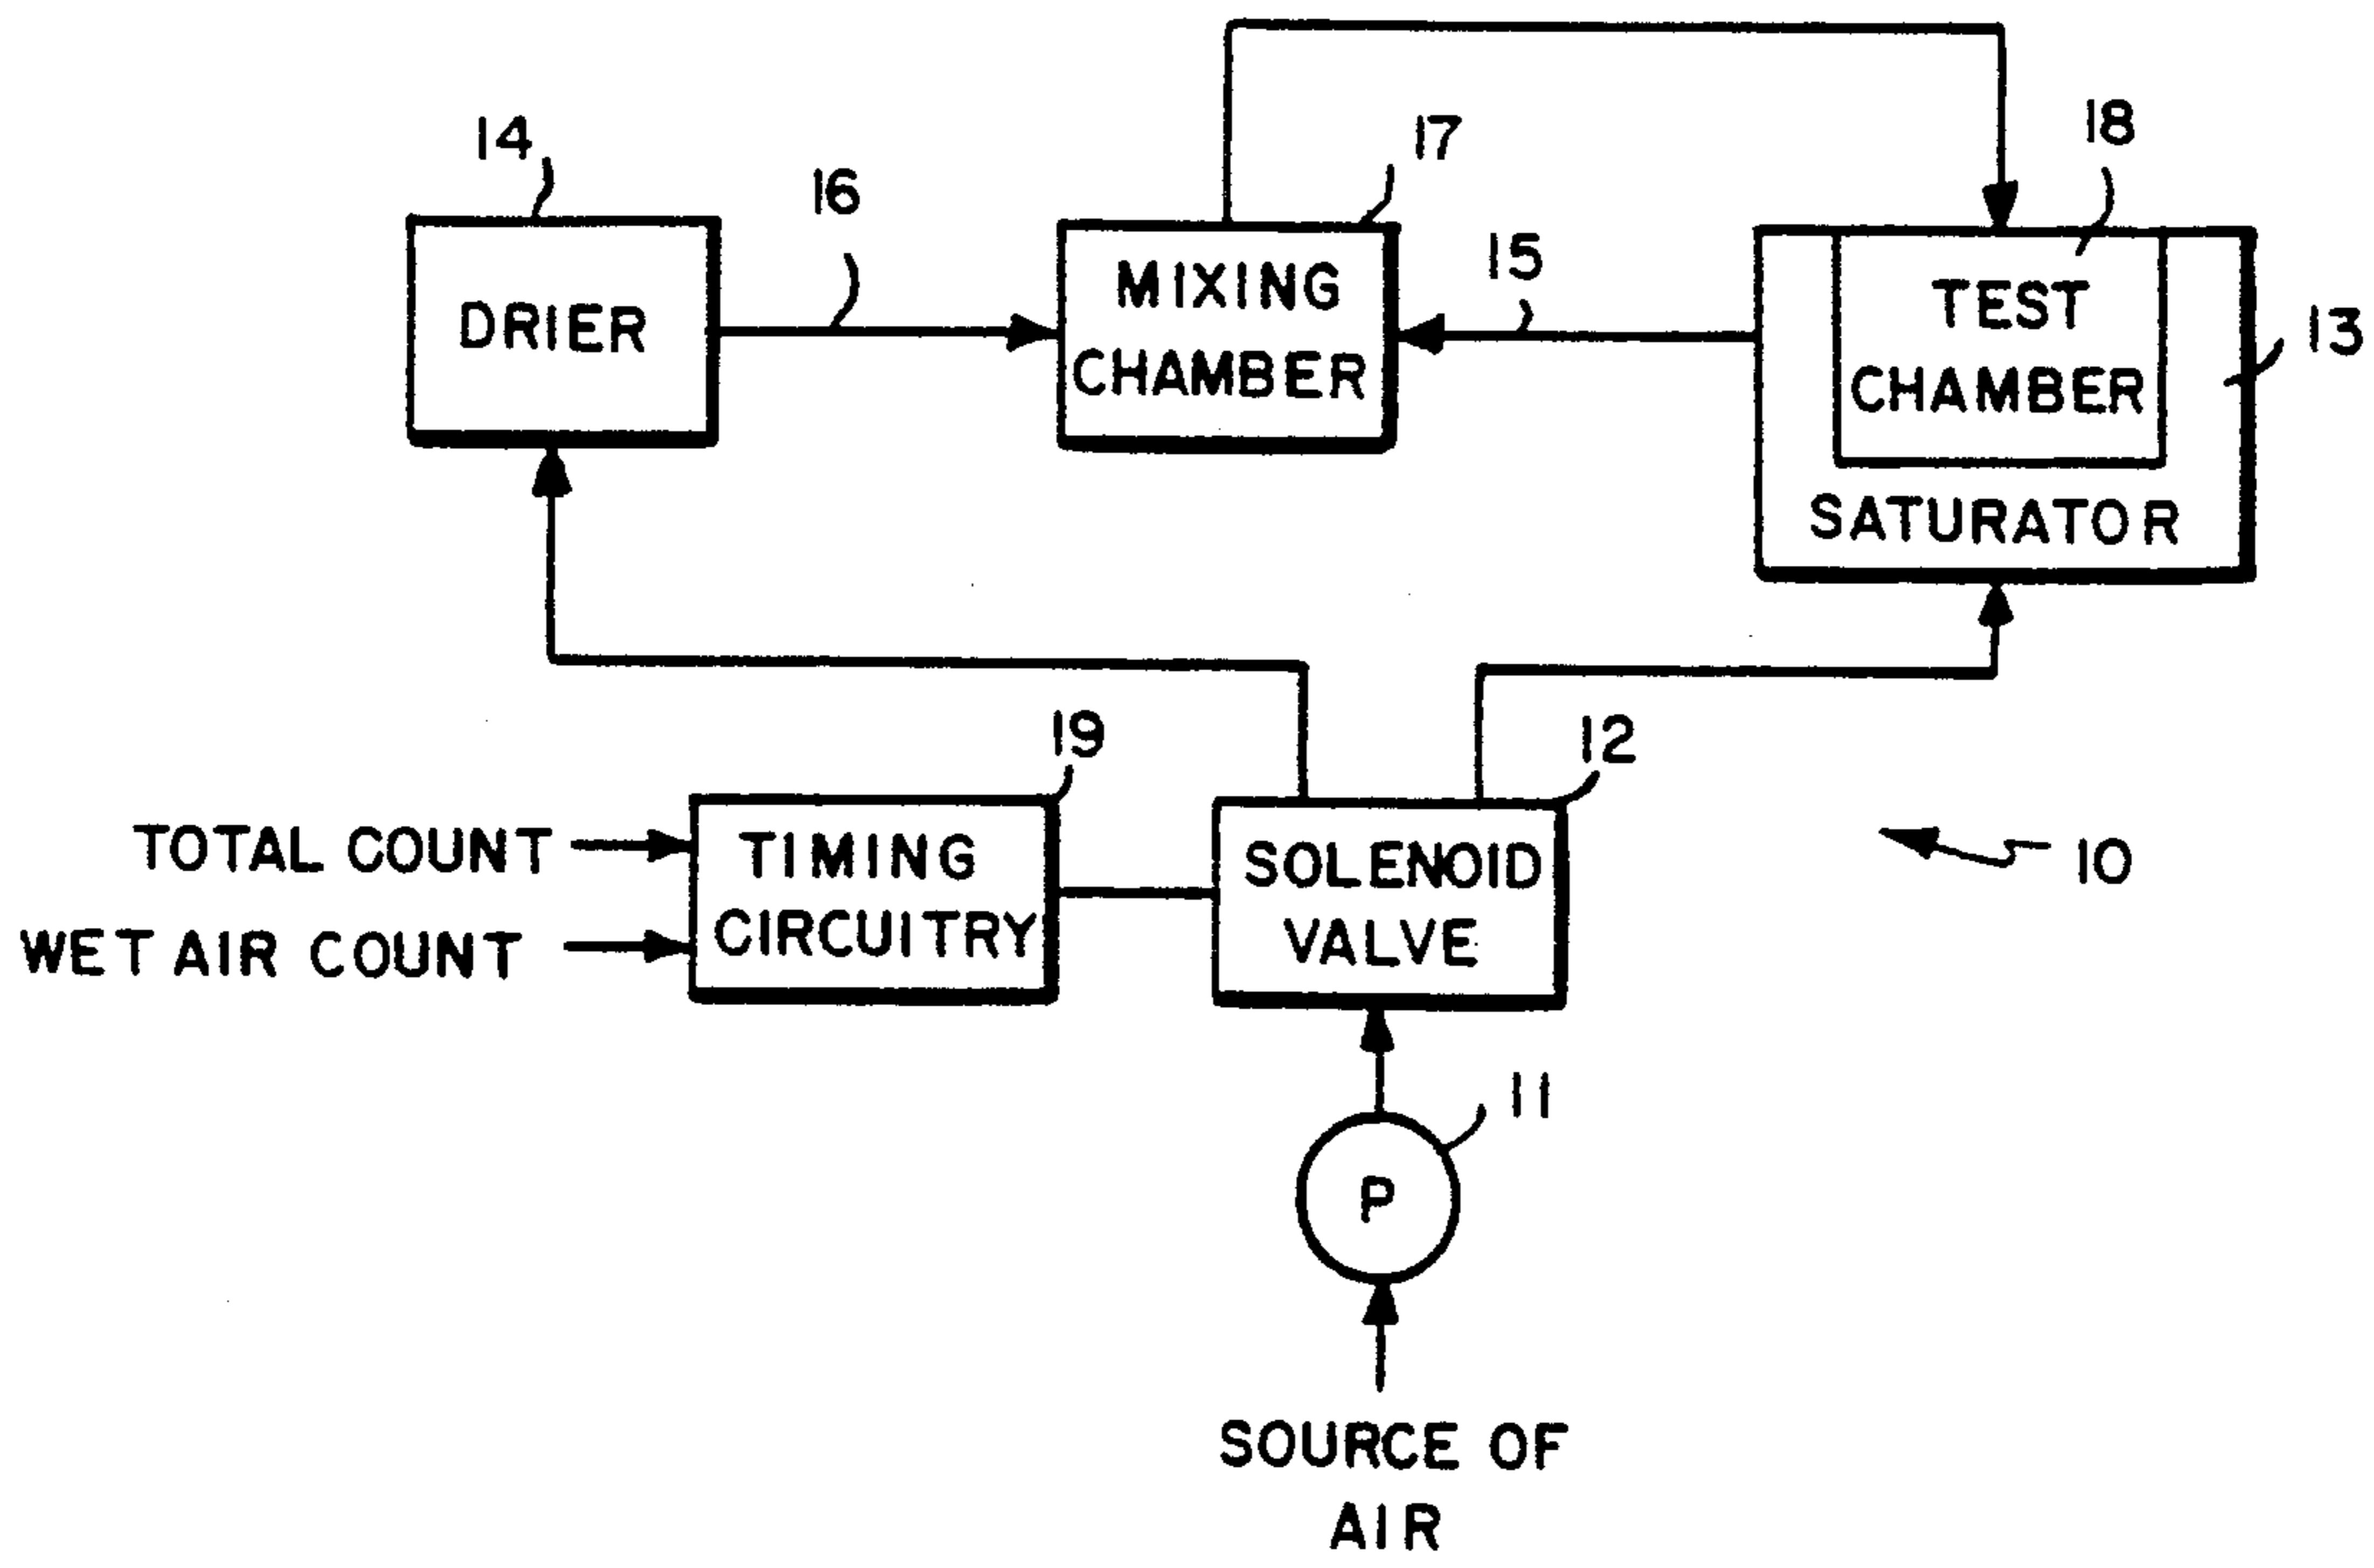 14
16
17
18
DRIER
MIXING
CHAMBER
15
TEST
CHAMBER
13
SATURATOR
19
12
TOTAL COUNT
WET AIR COUNT
TIMING
CIRCUITRY
SOLENOID
VALVE
10
11
P
SOURCE OF
AIR